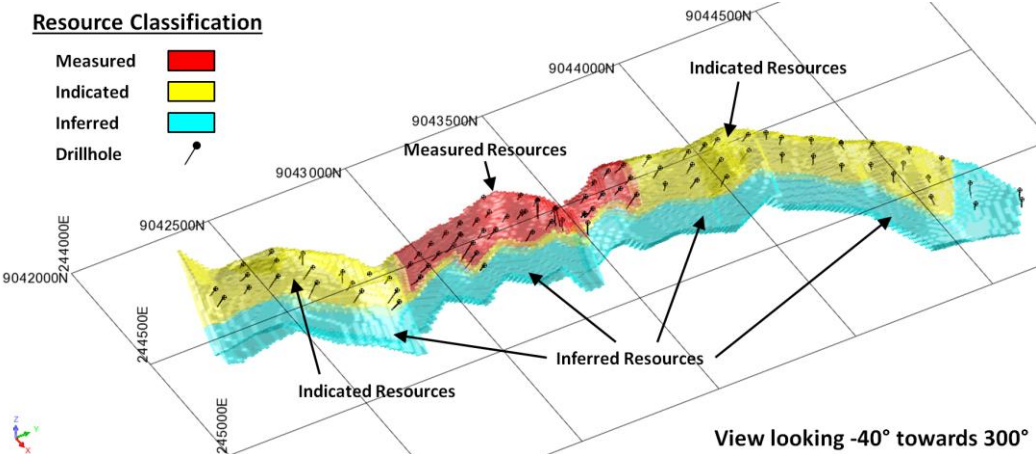 Resource Classification
Measured
Indicated
Inferred
Drillhole
9044500N
9044000N
9043500N
9043000N
9042500N
9042000N
244000E
244500E
245000E
Indicated Resources
Measured Resources
Inferred Resources
Indicated Resources
View looking -40° towards 300°
Z
Y
X